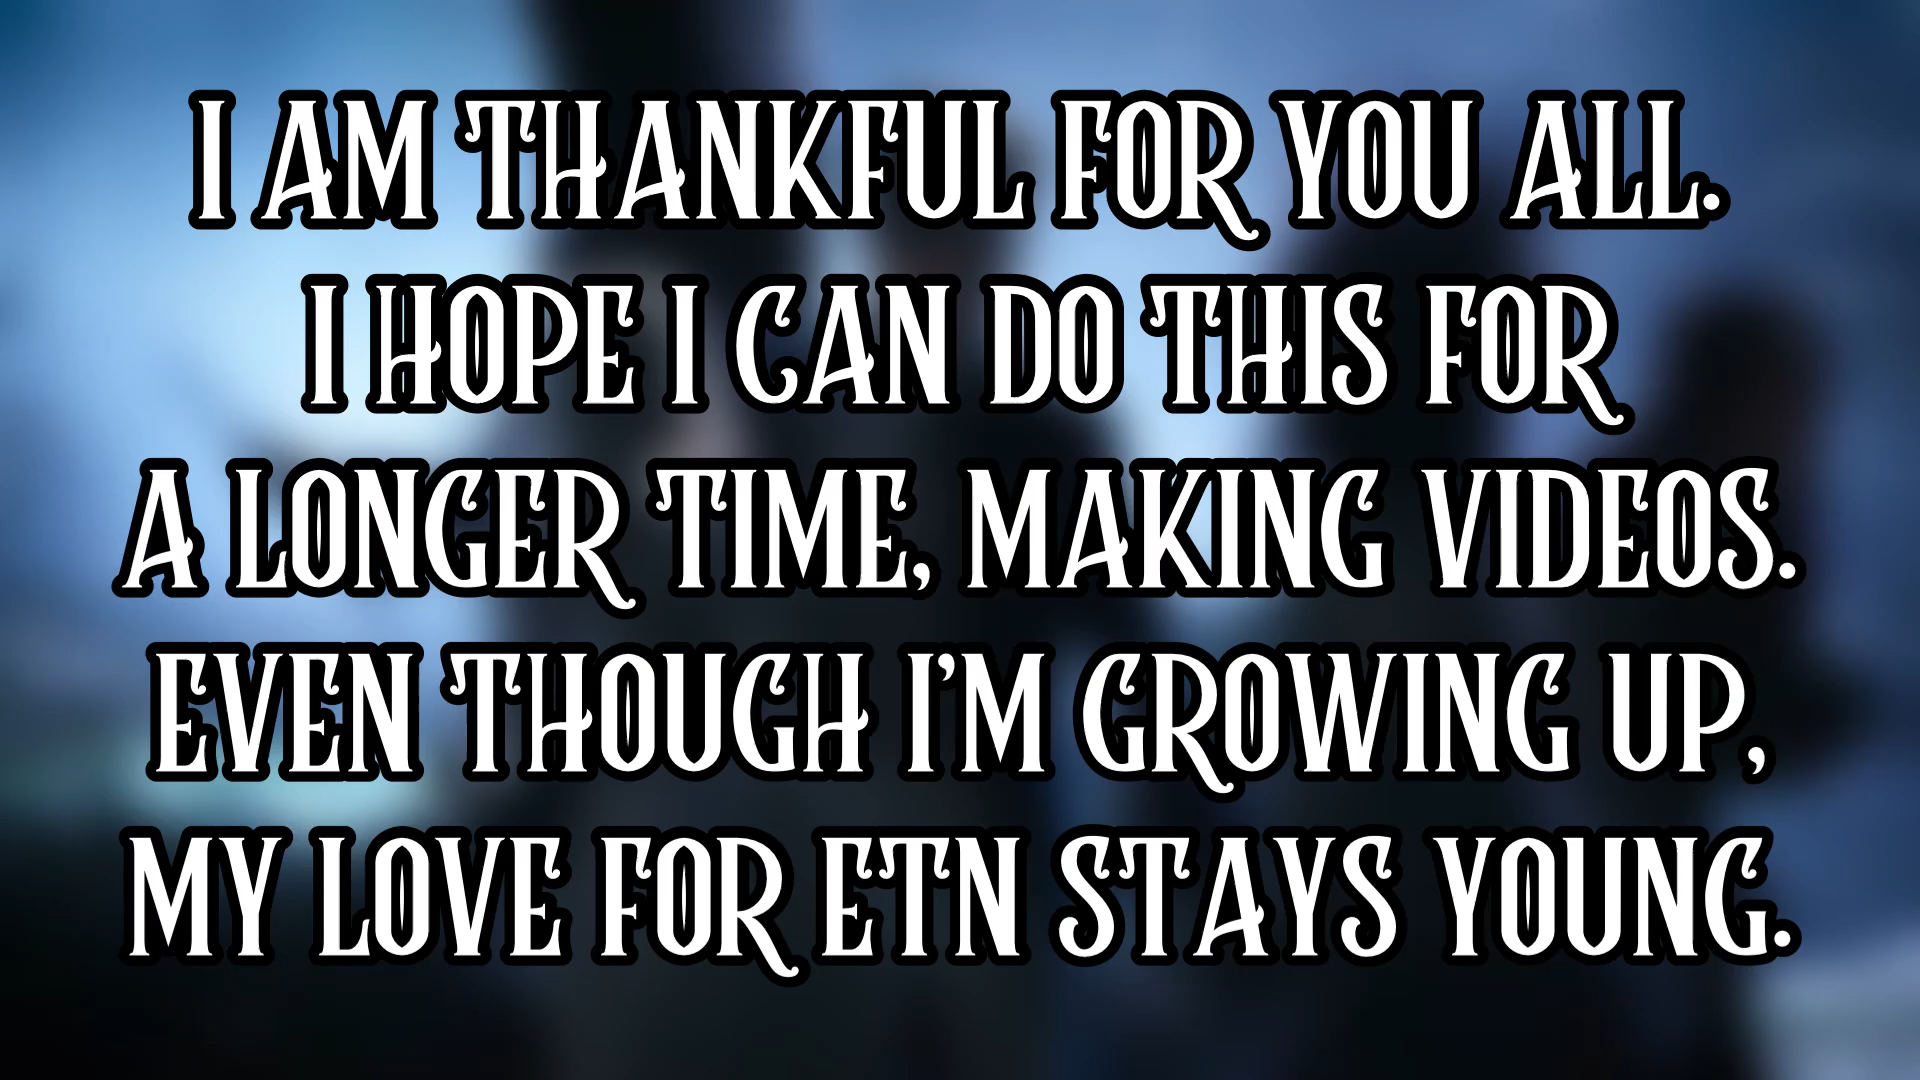 I AM THANKFUL FOR YOU ALL.
I HOPE I CAN DO THIS FOR
A LONGER TIME, MAKING VIDEOS.
EVEN THOUGH I'M GROWING UP,
MY LOVE FOR ETN STAYS YOUNG.